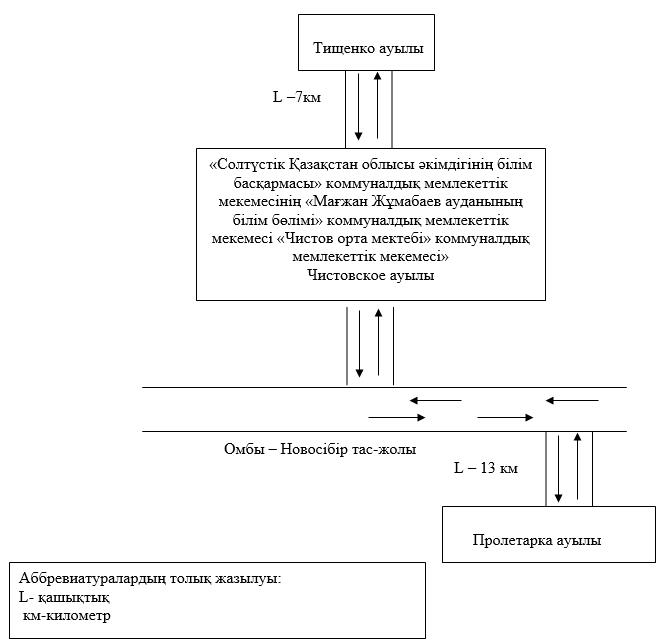 Тищенко ауылы
L –7км
«Солтүстік Қазақстан облысы әкімдігінің білім
басқармасы» коммуналдық мемлекеттік
мекемесінің «Мағжан Жұмабаев ауданының
білім бөлімі» коммуналдық мемлекеттік
мекемесі «Чистов орта мектебі» коммуналдық
мемлекеттік мекемесі»
Чистовское ауылы
Омбы – Новосібір тас-жолы
L – 13 км
Пролетарка ауылы
Аббревиатуралардың толық жазылуы:
L- қашықтық
км-километр